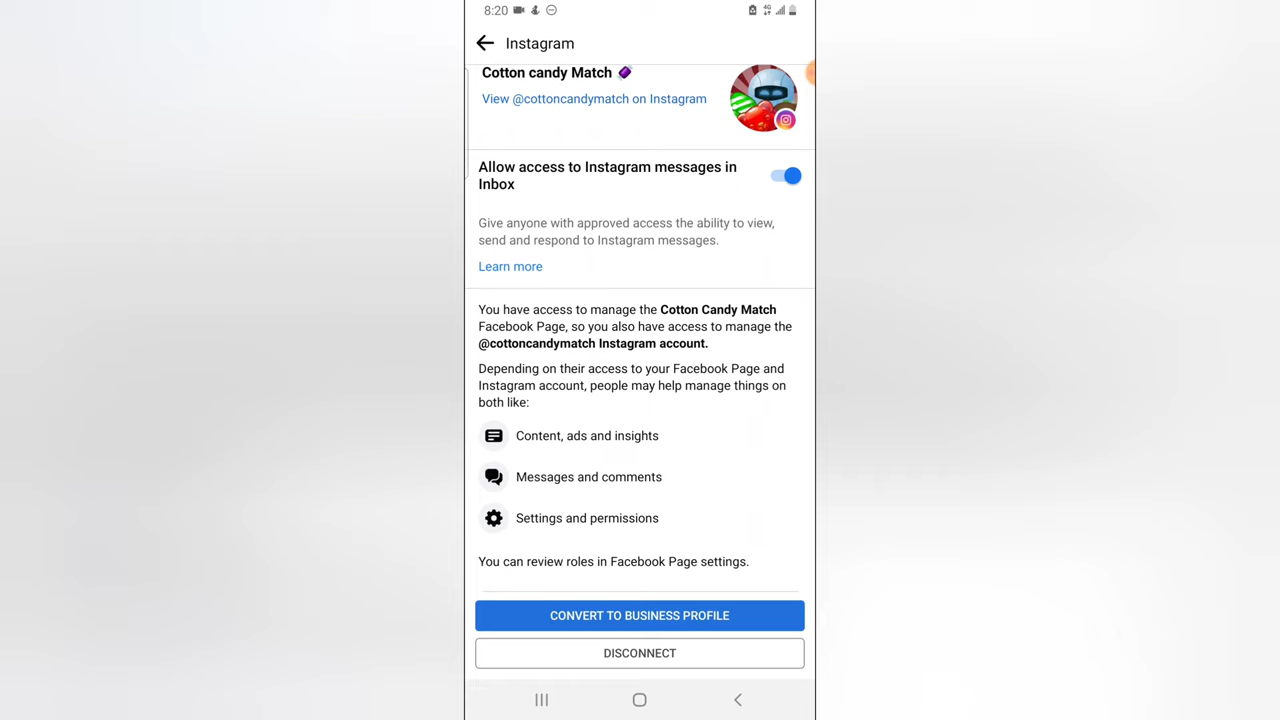 8:20
4G
Instagram
Cotton candy Match
View @cottoncandymatch on Instagram
Allow access to Instagram messages in
Inbox
Give anyone with approved access the ability to view,
send and respond to Instagram messages.
Learn more
You have access to manage the Cotton Candy Match
Facebook Page, so you also have access to manage the
@cottoncandymatch Instagram account.
Depending on their access to your Facebook Page and
Instagram account, people may help manage things on
both like:
Content, ads and insights
Messages and comments
Settings and permissions
You can review roles in Facebook Page settings.
CONVERT TO BUSINESS PROFILE
DISCONNECT